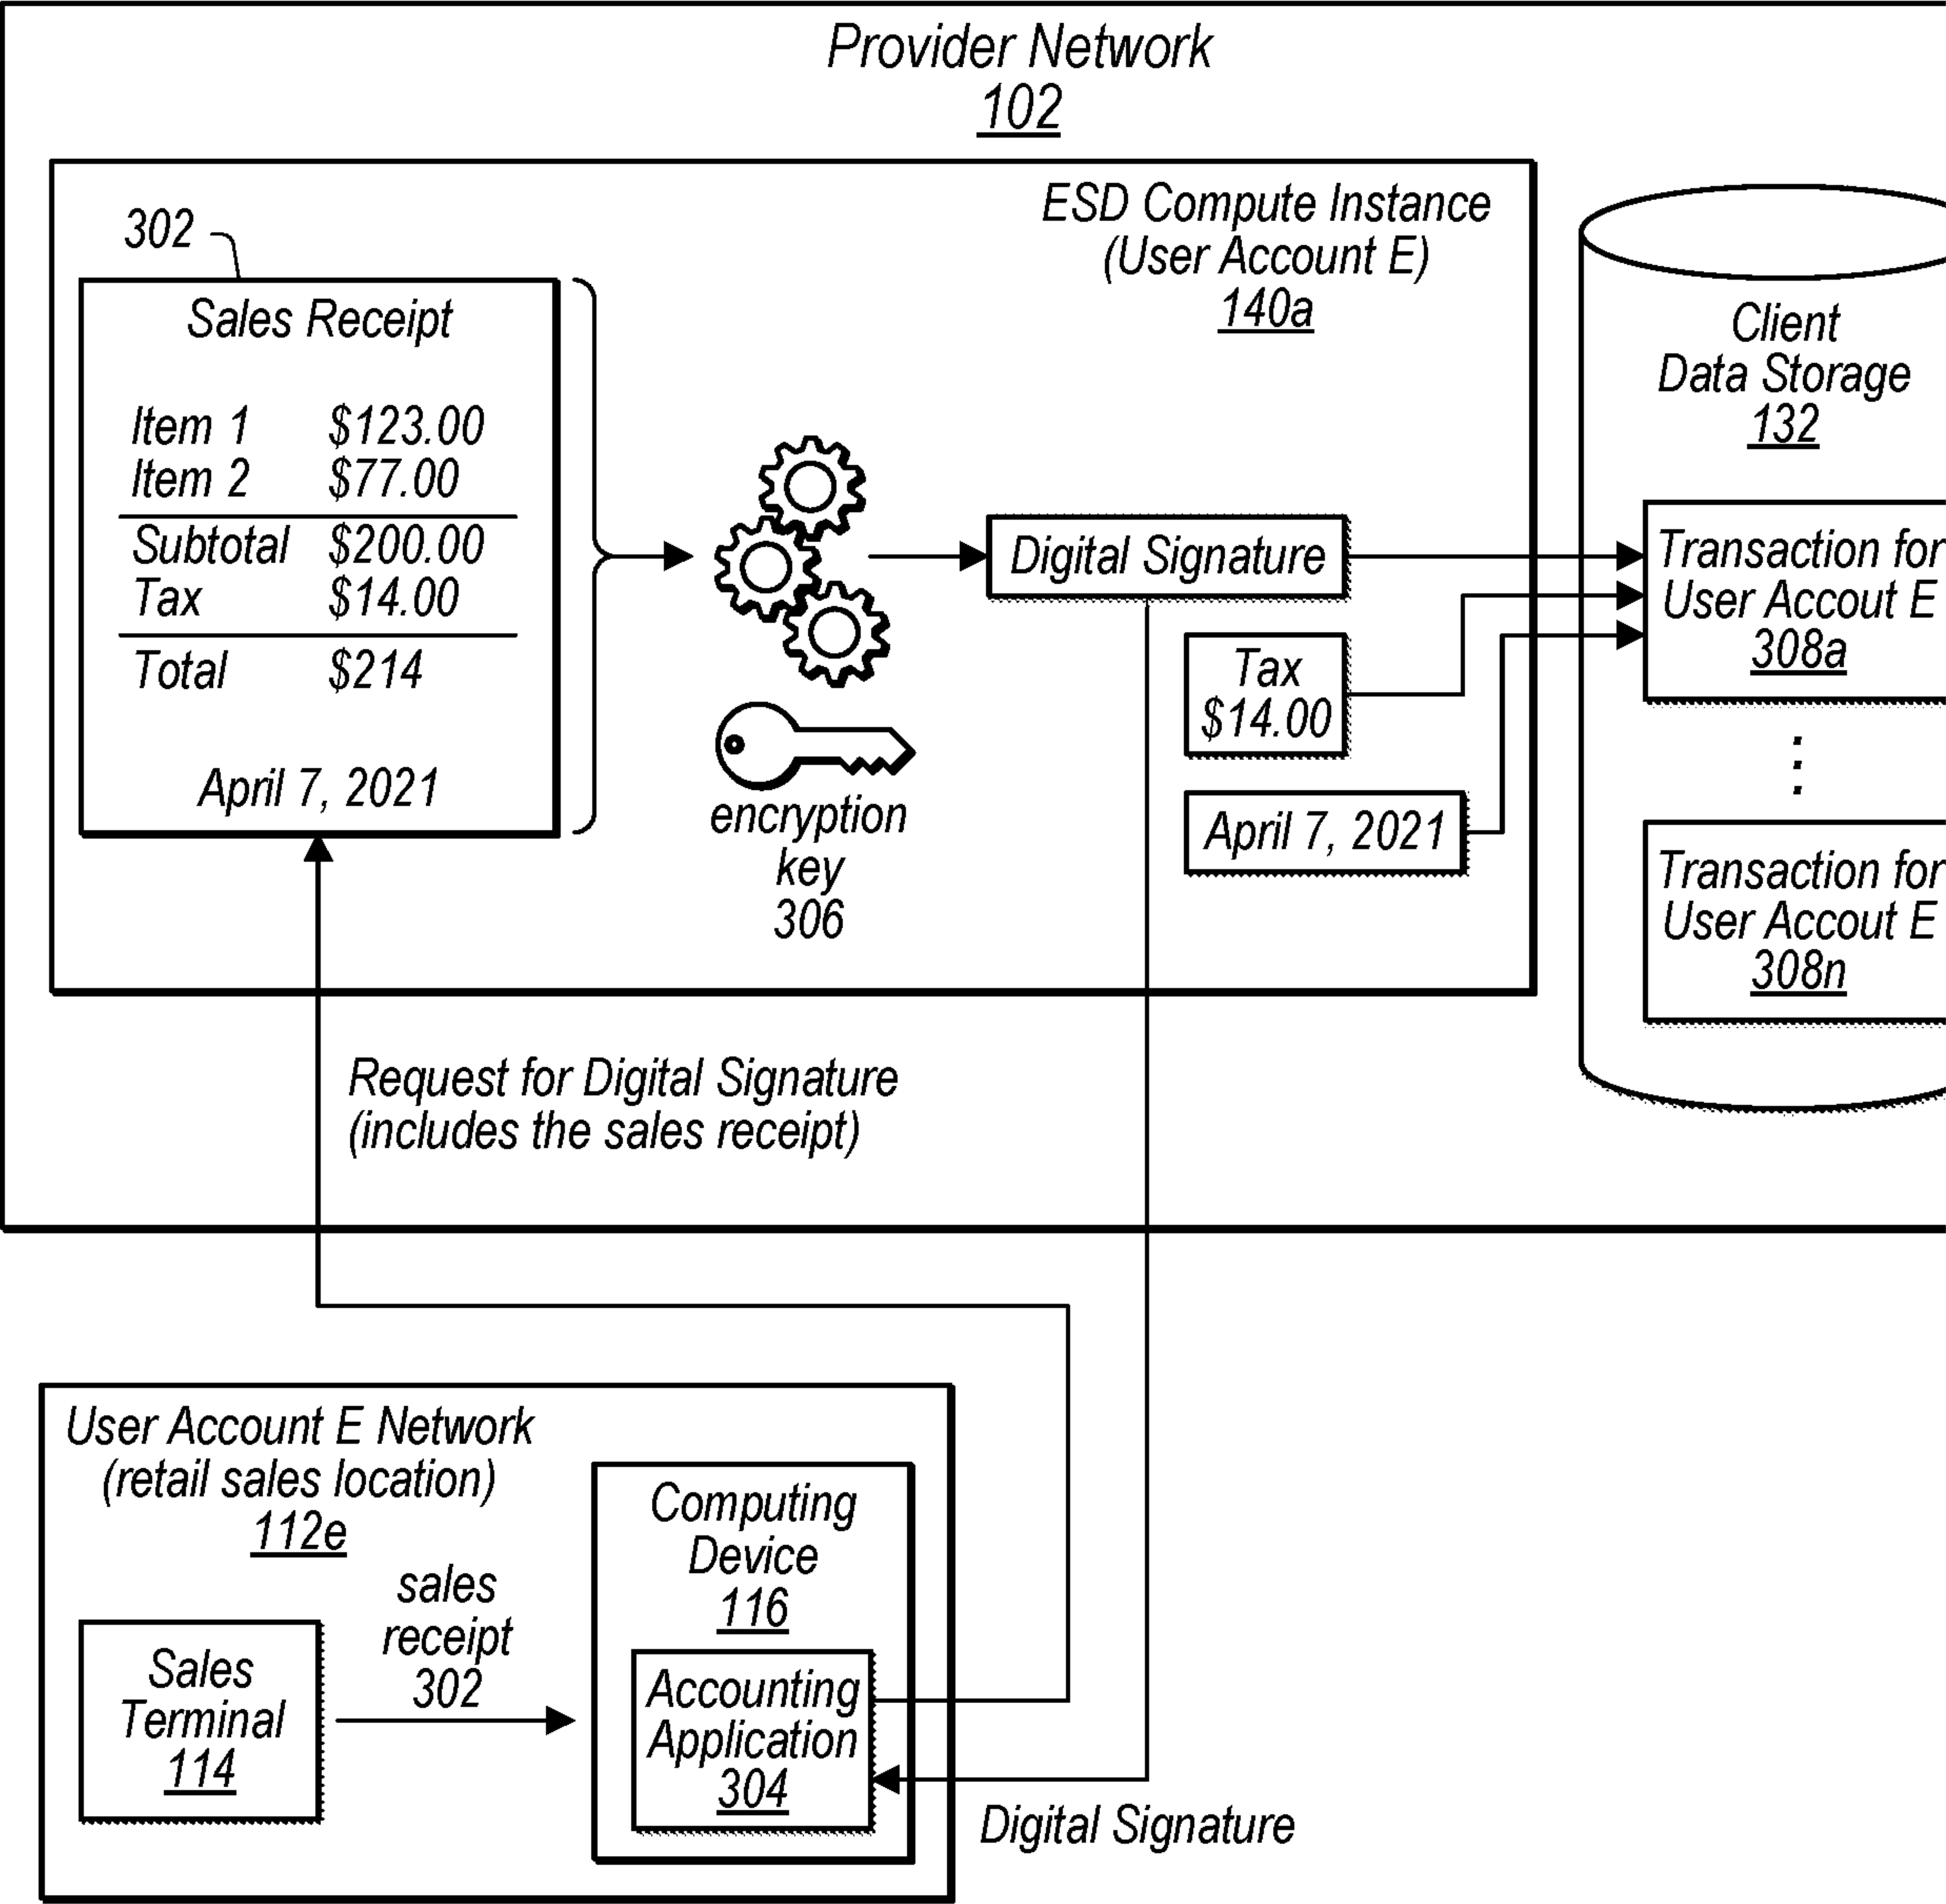 Provider Network
102
ESD Compute Instance
(User Account E)
140a
302
Sales Receipt
Item 1 $123.00
Item 2 $77.00
Subtotal $200.00
Tax $14.00
Total $214
April 7, 2021
encryption
key
306
Digital Signature
Tax
$14.00
April 7, 2021
Client
Data Storage
132
Transaction for
User Accout E
308a
Transaction for
User Accout E
308n
Request for Digital Signature
(includes the sales receipt)
User Account E Network
(retail sales location)
112e
Sales
Terminal
114
sales
receipt
302
Computing
Device
116
Accounting
Application
304
Digital Signature